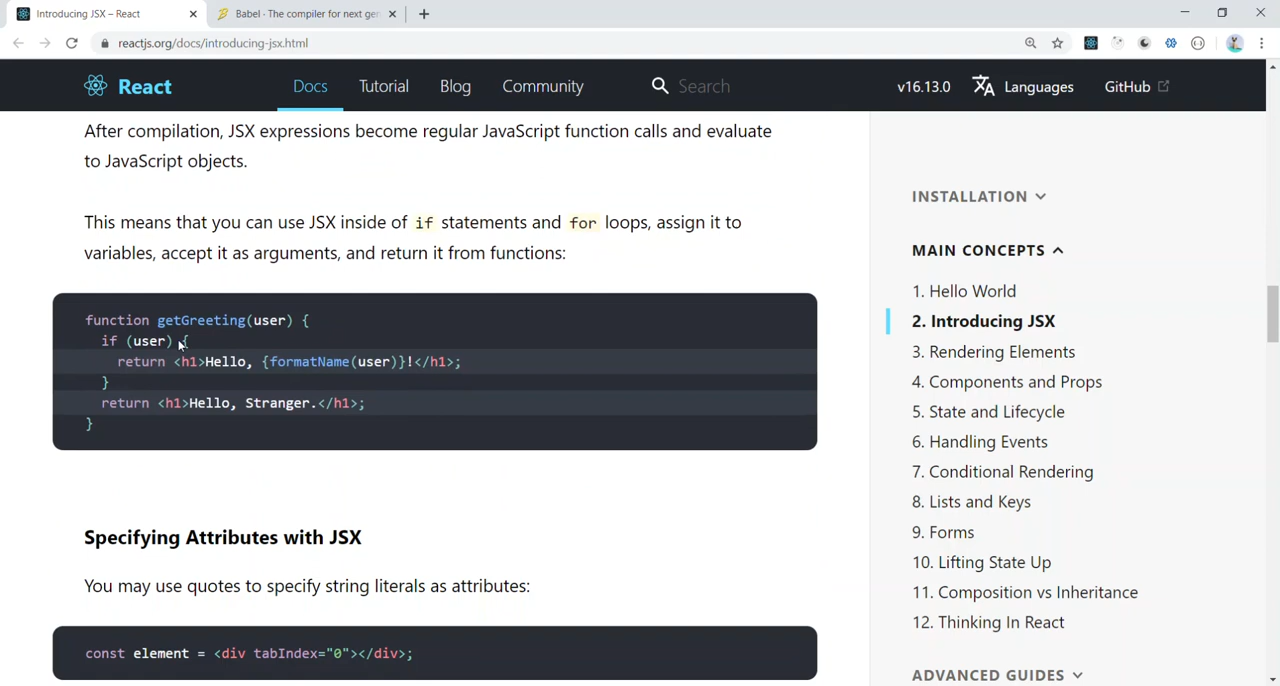 Introducing JSX – React
Babel · The compiler for next gen
reactjs.org/docs/introducing-jsx.html
React
Docs
Tutorial
Blog
Community
Search
v16.13.0
Languages
GitHub
After compilation, JSX expressions become regular JavaScript function calls and evaluate
to JavaScript objects.
This means that you can use JSX inside of if statements and for loops, assign it to
variables, accept it as arguments, and return it from functions:
function getGreeting(user) {
if (user) {
return <h1>Hello, {formatName(user)}!</h1>;
}
return <h1>Hello, Stranger.</h1>;
}
Specifying Attributes with JSX
You may use quotes to specify string literals as attributes:
const element = <div tabIndex="0"></div>;
INSTALLATION
MAIN CONCEPTS
1. Hello World
2. Introducing JSX
3. Rendering Elements
4. Components and Props
5. State and Lifecycle
6. Handling Events
7. Conditional Rendering
8. Lists and Keys
9. Forms
10. Lifting State Up
11. Composition vs Inheritance
12. Thinking In React
ADVANCED GUIDES